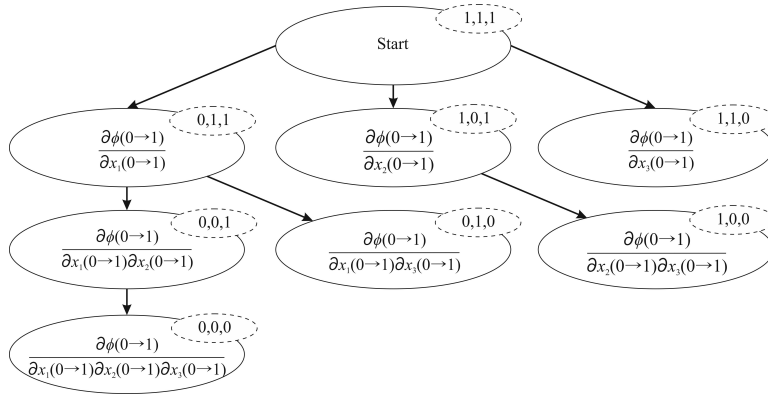 1,1,1
Start
0,1,1
∂ϕ(0→1)
∂x₁(0→1)
1,0,1
∂ϕ(0→1)
∂x₂(0→1)
1,1,0
∂ϕ(0→1)
∂x₃(0→1)
0,0,1
∂ϕ(0→1)
∂x₁(0→1)∂x₂(0→1)
0,1,0
∂ϕ(0→1)
∂x₁(0→1)∂x₃(0→1)
1,0,0
∂ϕ(0→1)
∂x₂(0→1)∂x₃(0→1)
0,0,0
∂ϕ(0→1)
∂x₁(0→1)∂x₂(0→1)∂x₃(0→1)